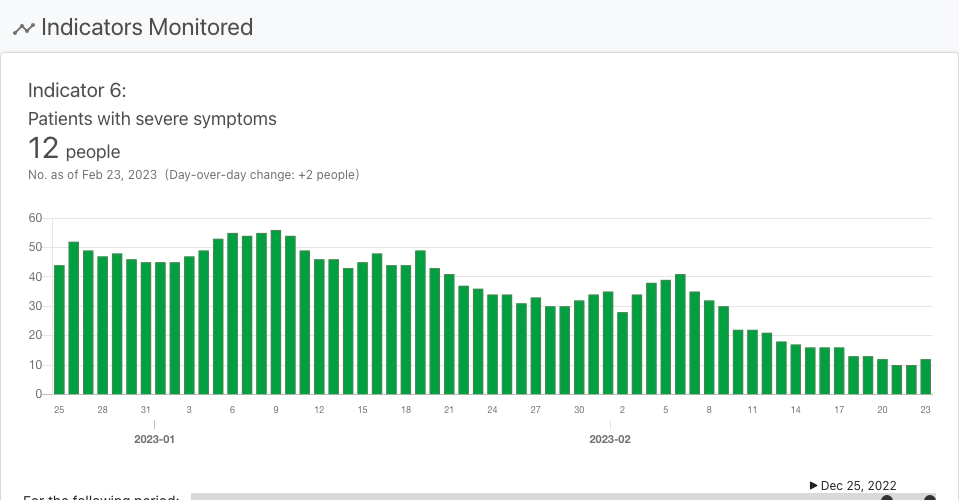 Indicators Monitored
Indicator 6:
Patients with severe symptoms
12 people
No. as of Feb 23, 2023 (Day-over-day change: +2 people)
60
50
40
30
20
10
0
25 28 31 3 6 9 12 15 18 21 24 27 30 2 5 8 11 14 17 20 23
2023-01 2023-02
▶ Dec 25, 2022
For the following period: